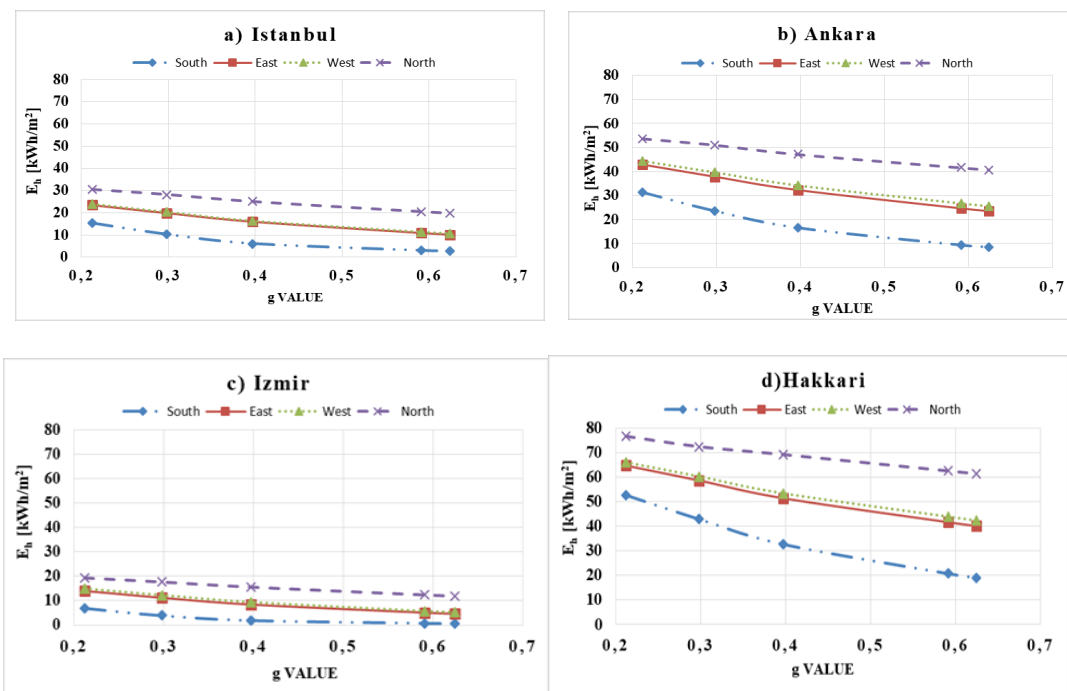 a) Istanbul
South East West North
80
70
60
50
40
30
20
10
0
E_h [kWh/m²]
0,2 0,3 0,4 0,5 0,6 0,7
g VALUE
b) Ankara
South East West North
80
70
60
50
40
30
20
10
0
E_h [kWh/m²]
0,2 0,3 0,4 0,5 0,6 0,7
g VALUE
c) Izmir
South East West North
80
70
60
50
40
30
20
10
0
E_h [kWh/m²]
0,2 0,3 0,4 0,5 0,6 0,7
g VALUE
d)Hakkari
South East West North
80
70
60
50
40
30
20
10
0
E_h [kWh/m²]
0,2 0,3 0,4 0,5 0,6 0,7
g VALUE